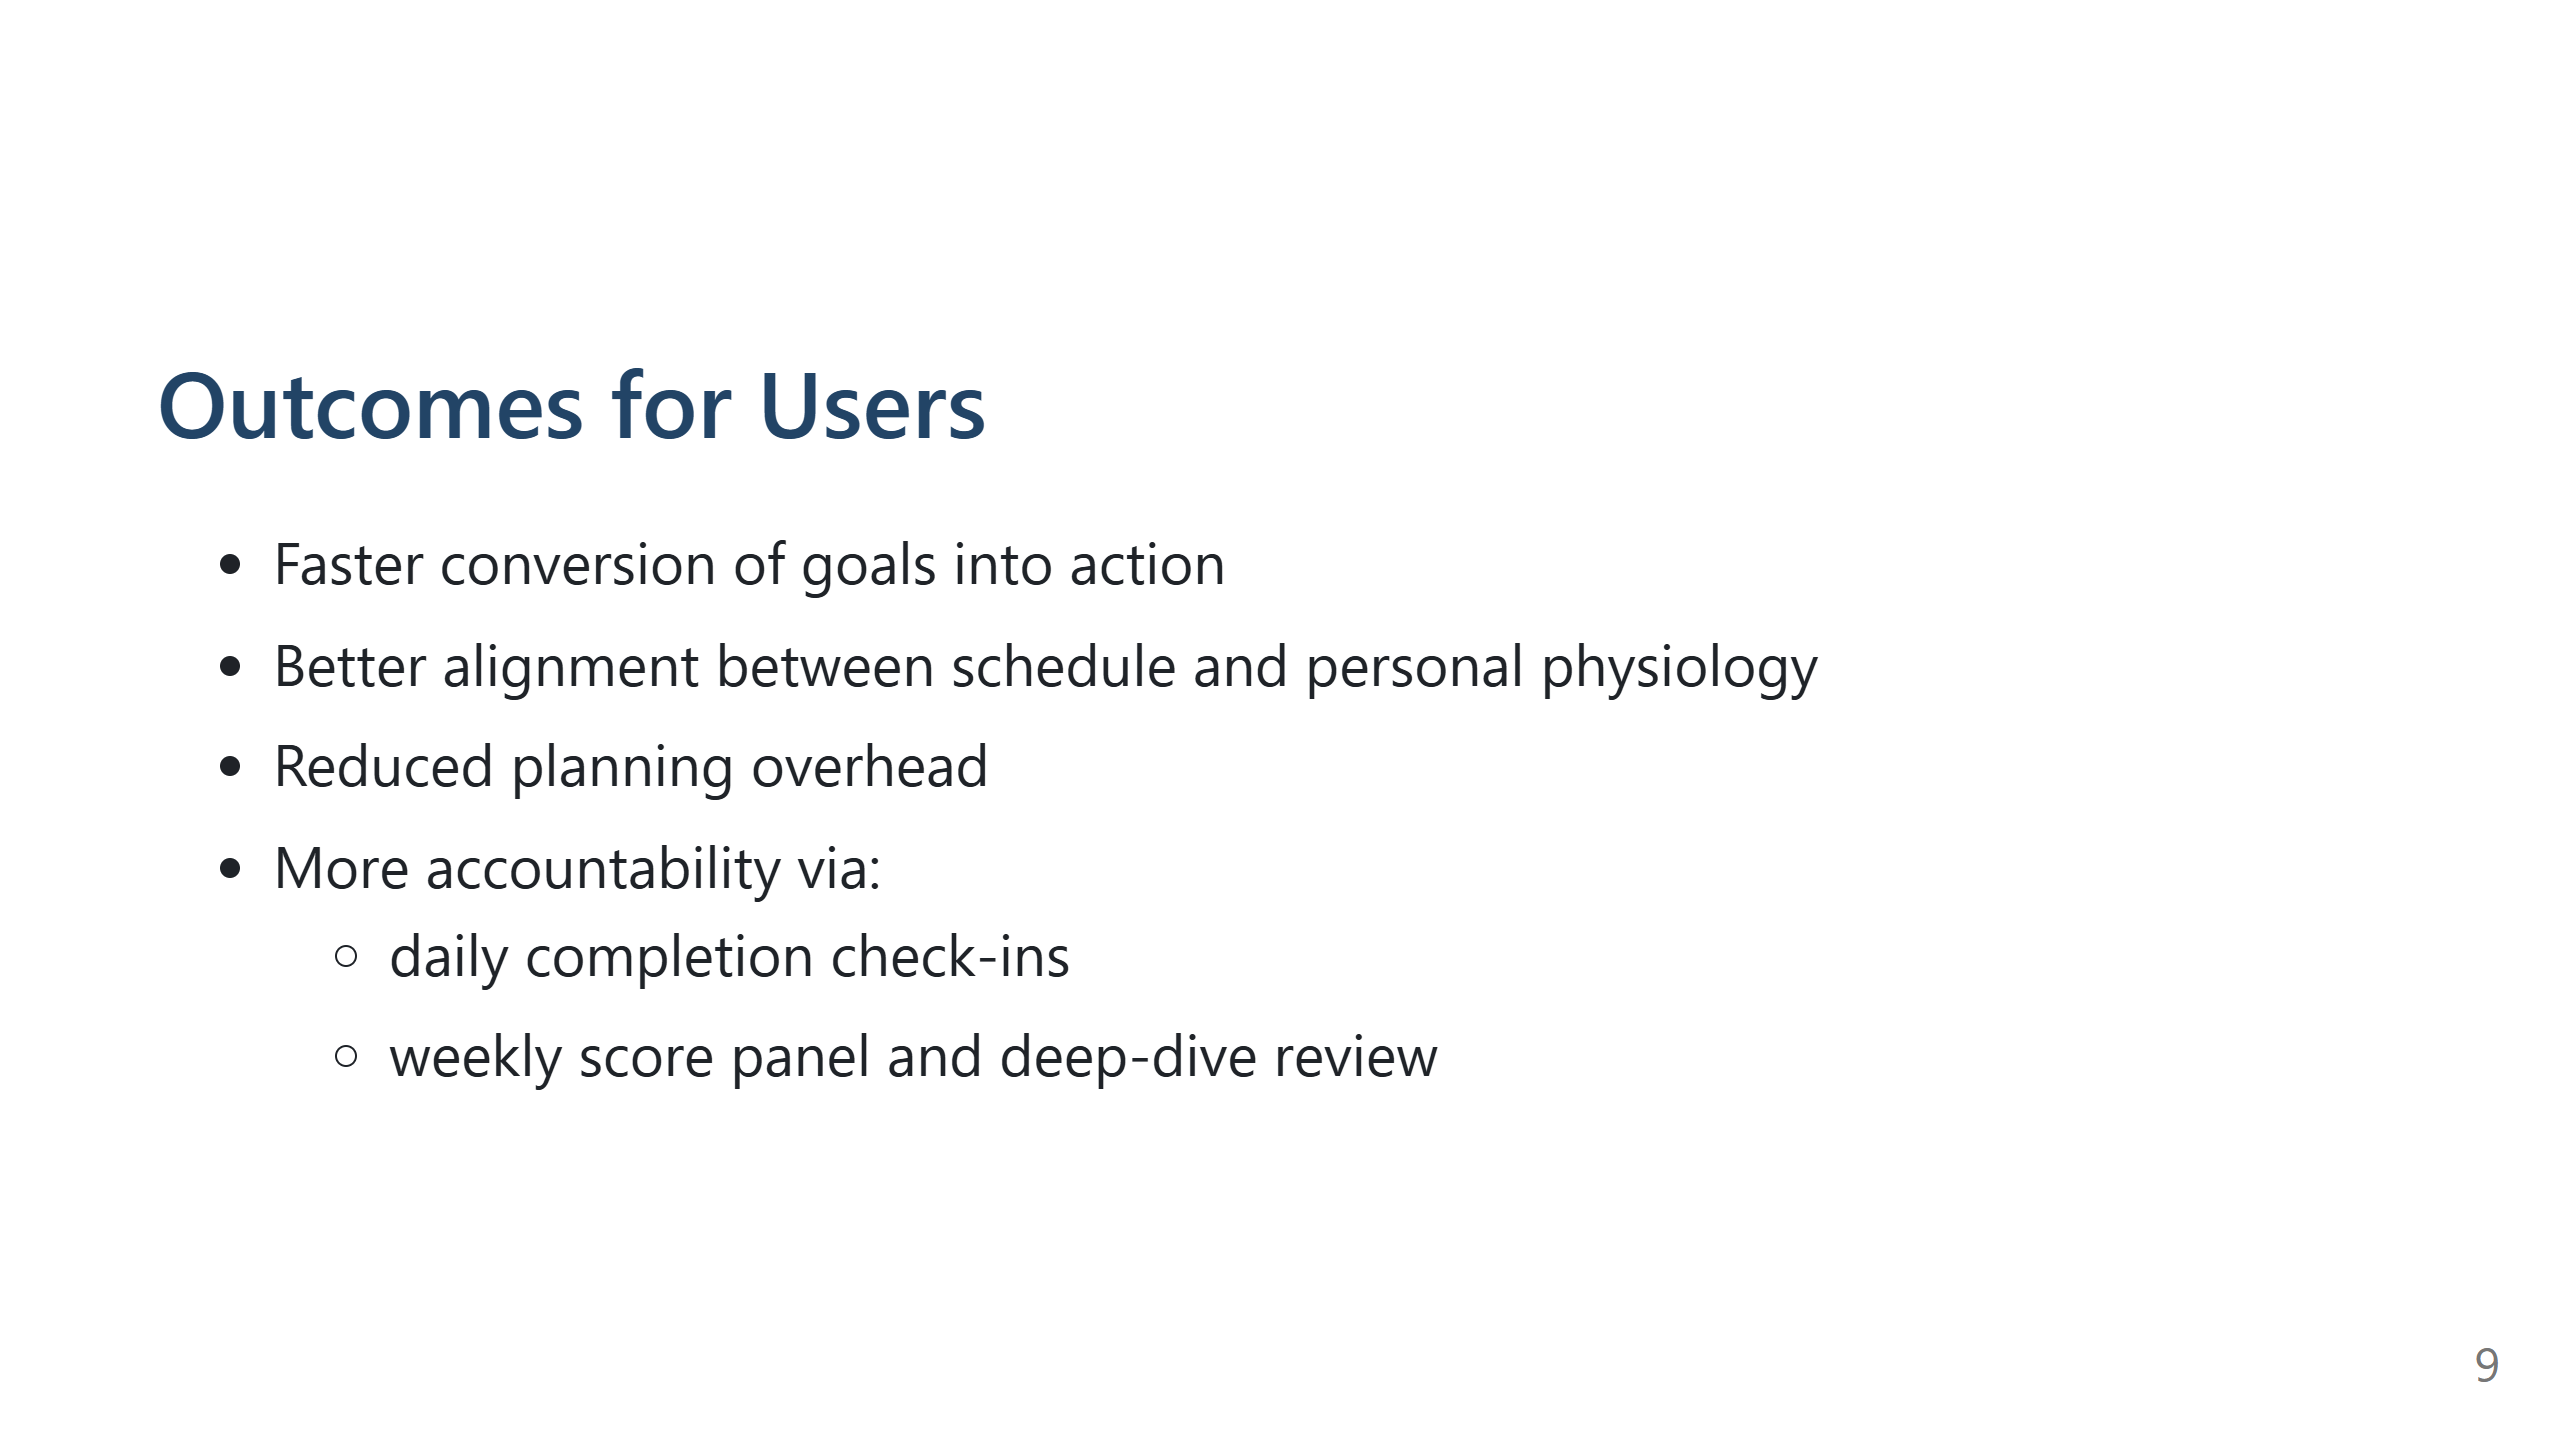 Outcomes for Users
• Faster conversion of goals into action
• Better alignment between schedule and personal physiology
• Reduced planning overhead
• More accountability via:
○ daily completion check-ins
○ weekly score panel and deep-dive review
9